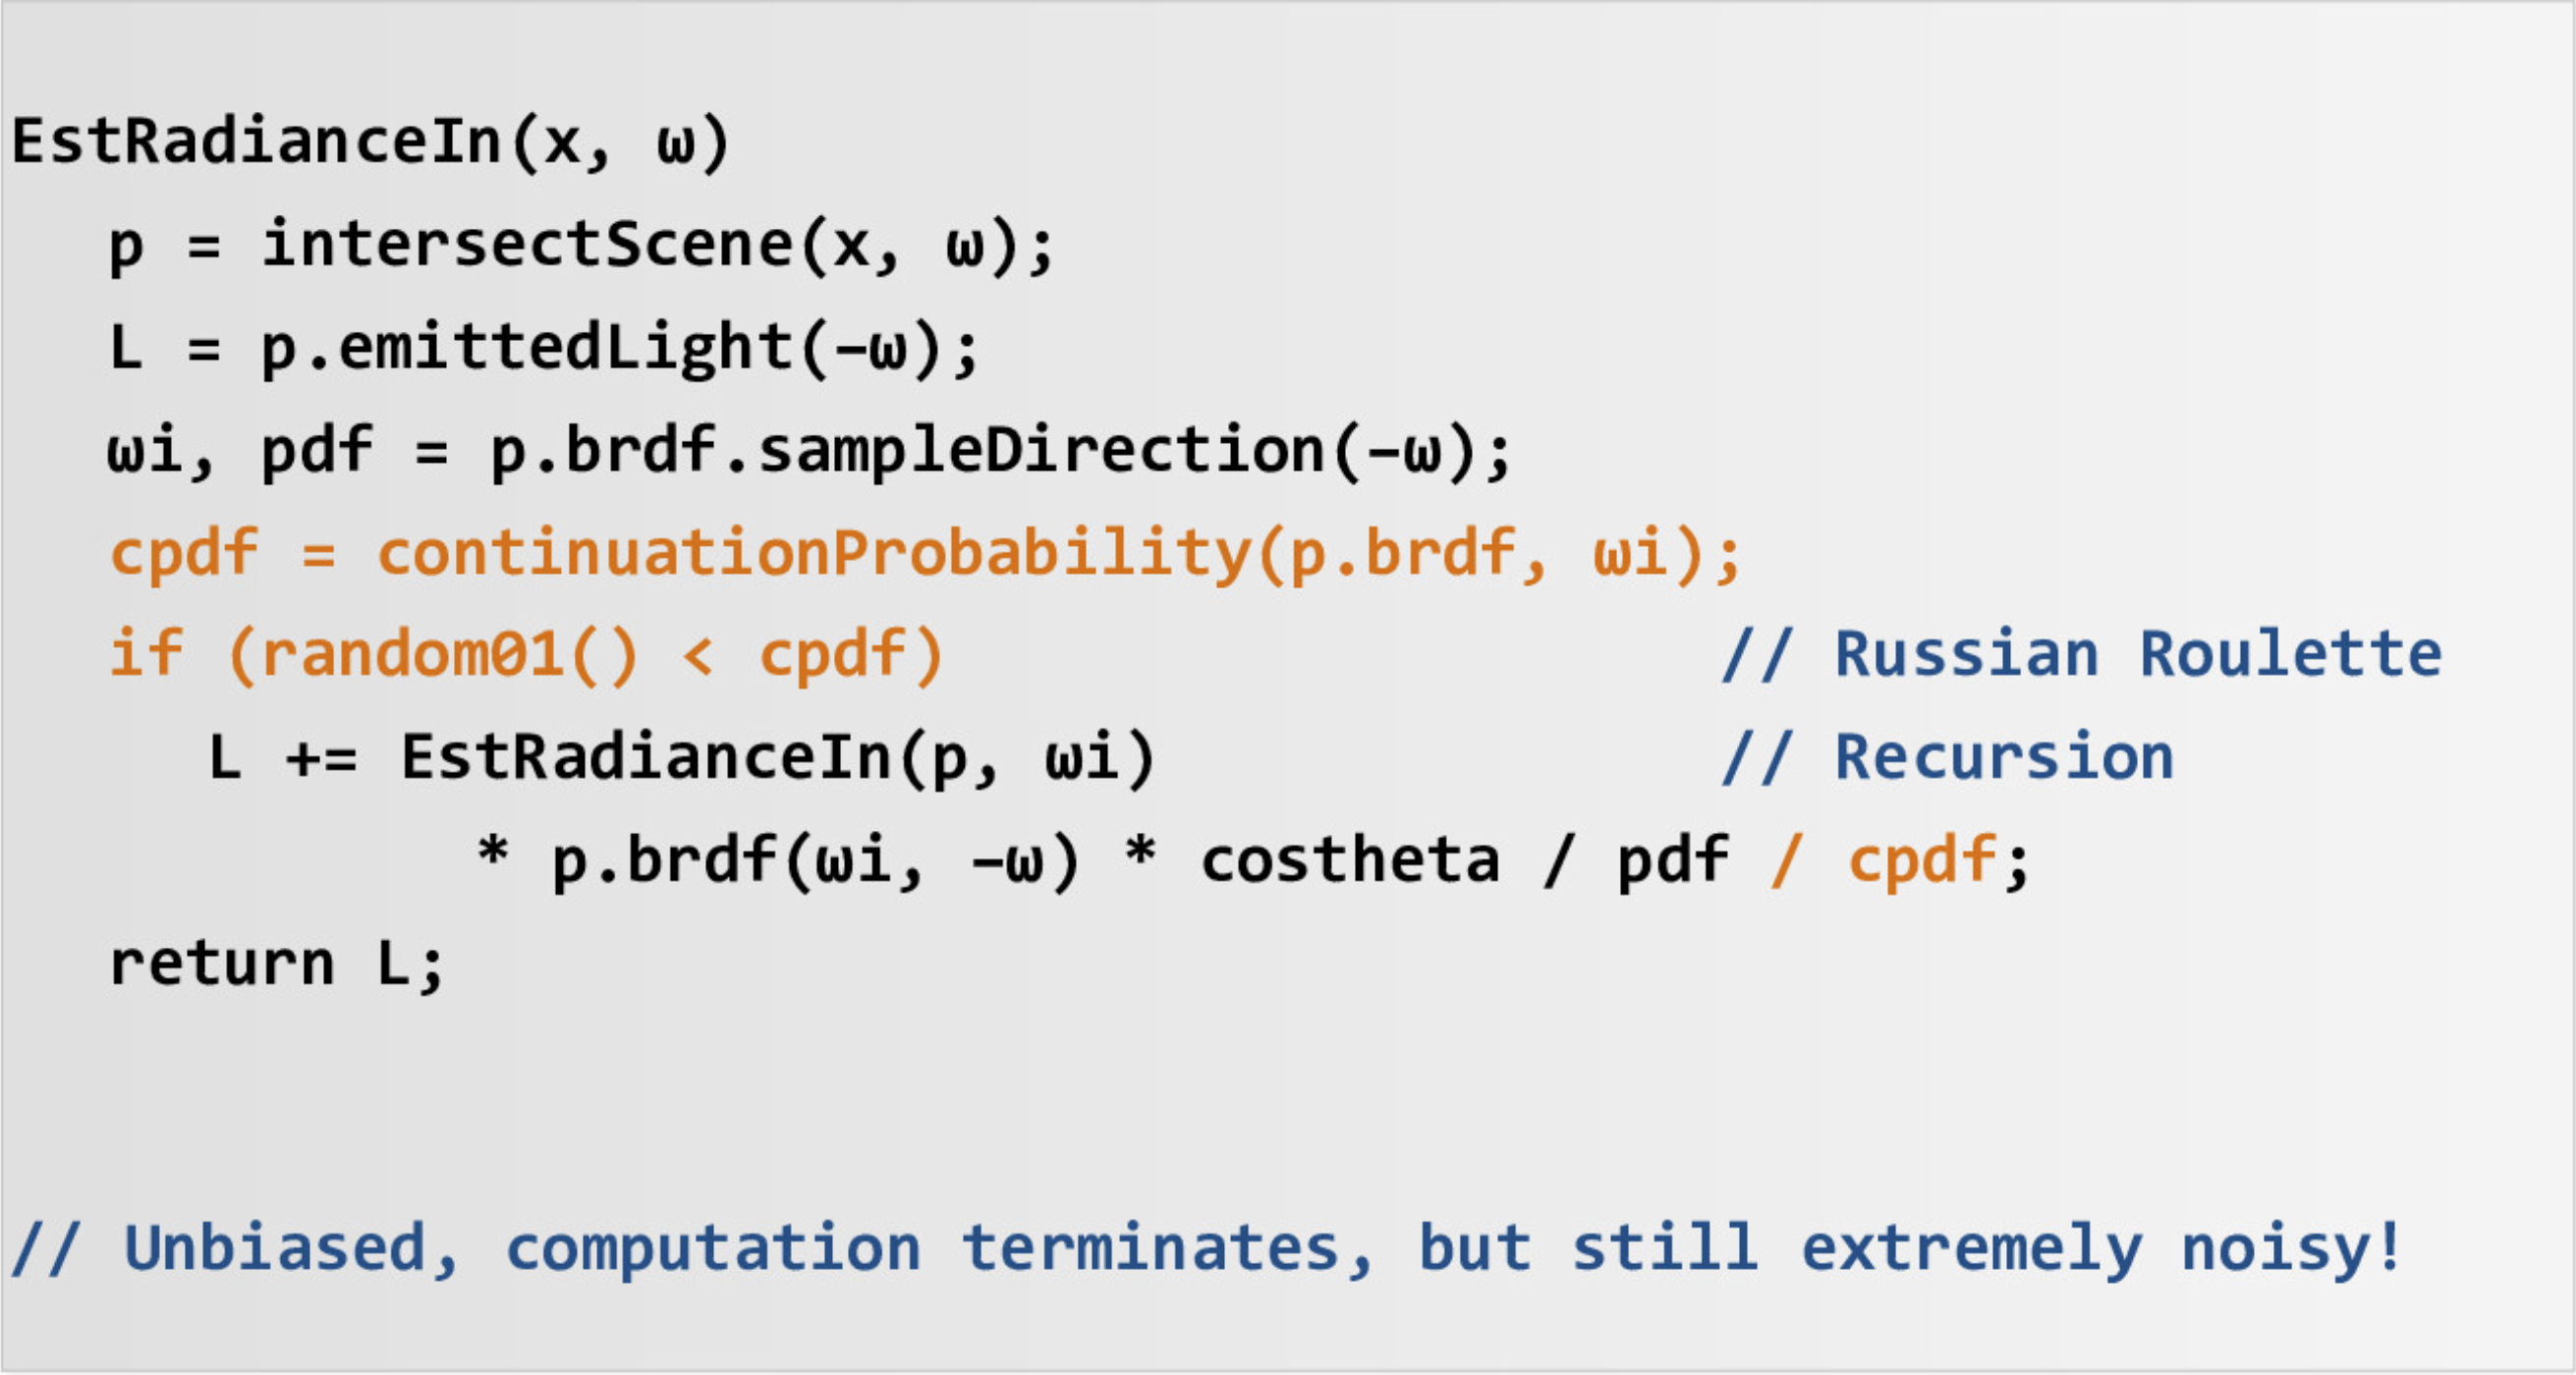 EstRadianceIn(x, ω)
p = intersectScene(x, ω);
L = p.emittedLight(–ω);
ωi, pdf = p.brdf.sampleDirection(–ω);
cpdf = continuationProbability(p.brdf, ωi);
if (random01() < cpdf) // Russian Roulette
L += EstRadianceIn(p, ωi) // Recursion
* p.brdf(ωi, –ω) * costheta / pdf / cpdf;
return L;
// Unbiased, computation terminates, but still extremely noisy!